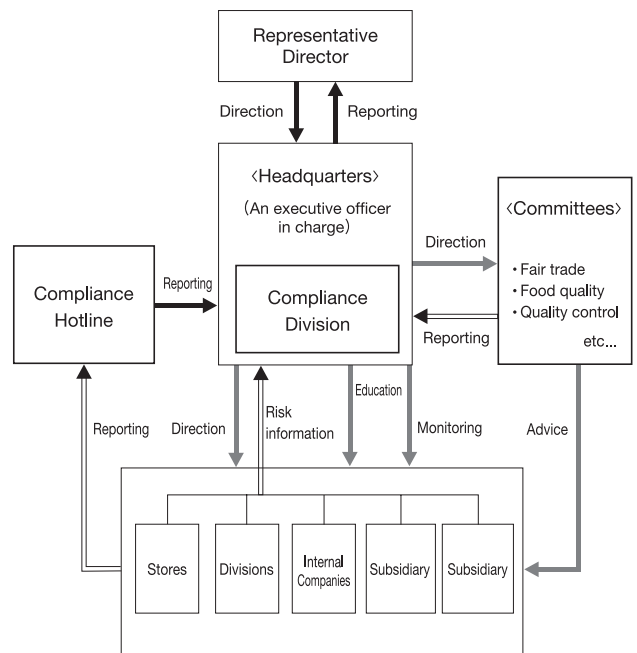 Representative
Director
Direction
Reporting
〈Headquarters〉
(An executive officer
in charge)
Compliance
Division
〈Committees〉
・Fair trade
・Food quality
・Quality control
etc...
Direction
Reporting
Compliance
Hotline
Reporting
Reporting
Direction
Risk
information
Education
Monitoring
Advice
Stores
Divisions
Internal
Companies
Subsidiary
Subsidiary